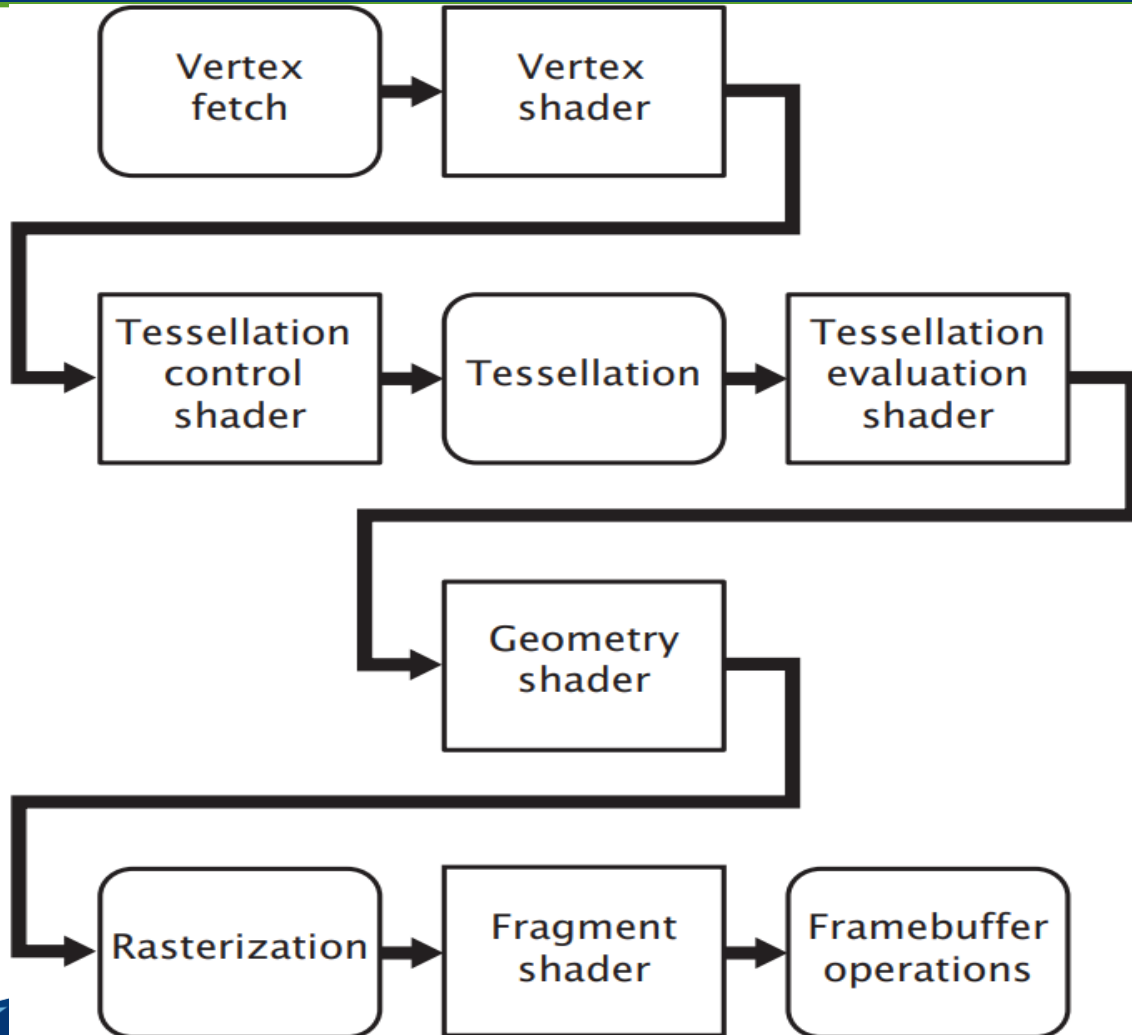 Vertex
fetch
Vertex
shader
Tessellation
control
shader
Tessellation
Tessellation
evaluation
shader
Geometry
shader
Rasterization
Fragment
shader
Framebuffer
operations